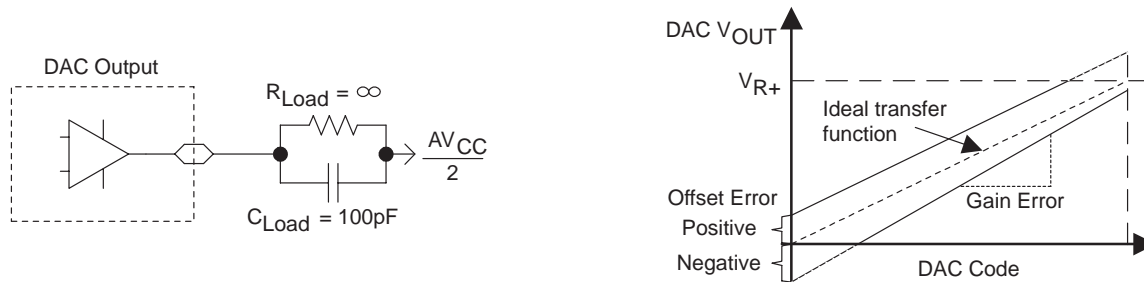 DAC Output
RLoad = ∞
AVCC
2
CLoad = 100pF
DAC VOUT
VR+
Ideal transfer
function
Offset Error
Positive
Gain Error
Negative
DAC Code